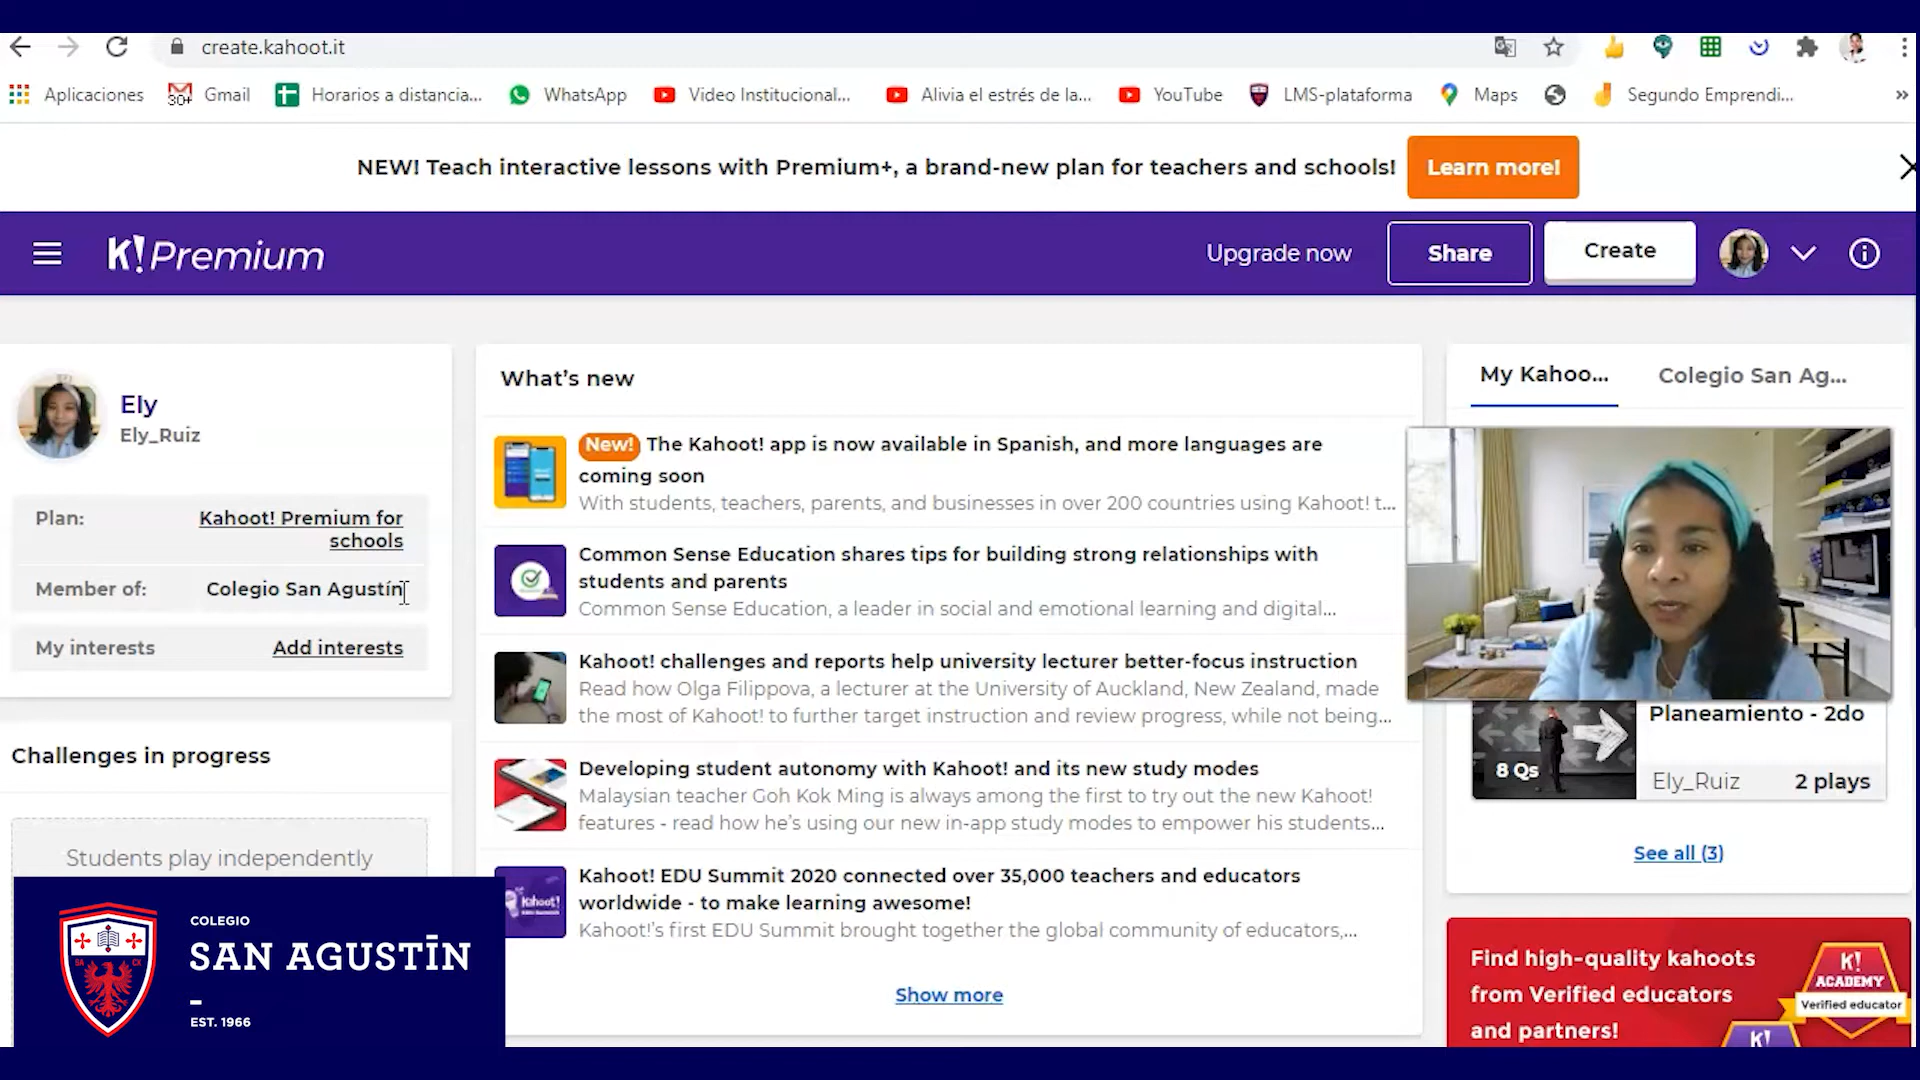 create.kahoot.it
Aplicaciones
30+
Gmail
Horarios a distancia...
WhatsApp
Video Institucional...
Alivia el estrés de la...
YouTube
LMS-plataforma
Maps
Segundo Emprendi...
»
NEW! Teach interactive lessons with Premium+, a brand-new plan for teachers and schools!
Learn more!
K! Premium
Upgrade now
Share
Create
Ely
Ely_Ruiz
Plan:
Kahoot! Premium for
schools
Member of:
Colegio San Agustín
My interests
Add interests
Challenges in progress
Students play independently
COLEGIO
SAN AGUSTĪN
EST. 1966
What's new
New! The Kahoot! app is now available in Spanish, and more languages are
coming soon
With students, teachers, parents, and businesses in over 200 countries using Kahoot! t...
Common Sense Education shares tips for building strong relationships with
students and parents
Common Sense Education, a leader in social and emotional learning and digital...
Kahoot! challenges and reports help university lecturer better-focus instruction
Read how Olga Filippova, a lecturer at the University of Auckland, New Zealand, made
the most of Kahoot! to further target instruction and review progress, while not being...
Developing student autonomy with Kahoot! and its new study modes
Malaysian teacher Goh Kok Ming is always among the first to try out the new Kahoot!
features - read how he's using our new in-app study modes to empower his students...
Kahoot!
Kahoot! EDU Summit 2020 connected over 35,000 teachers and educators
worldwide - to make learning awesome!
Kahoot!'s first EDU Summit brought together the global community of educators,...
Show more
My Kahoo...
Colegio San Ag...
Planeamiento - 2do
8 Qs
Ely_Ruiz
2 plays
See all (3)
Find high-quality kahoots
from Verified educators
and partners!
K!
ACADEMY
Verified educator
K!